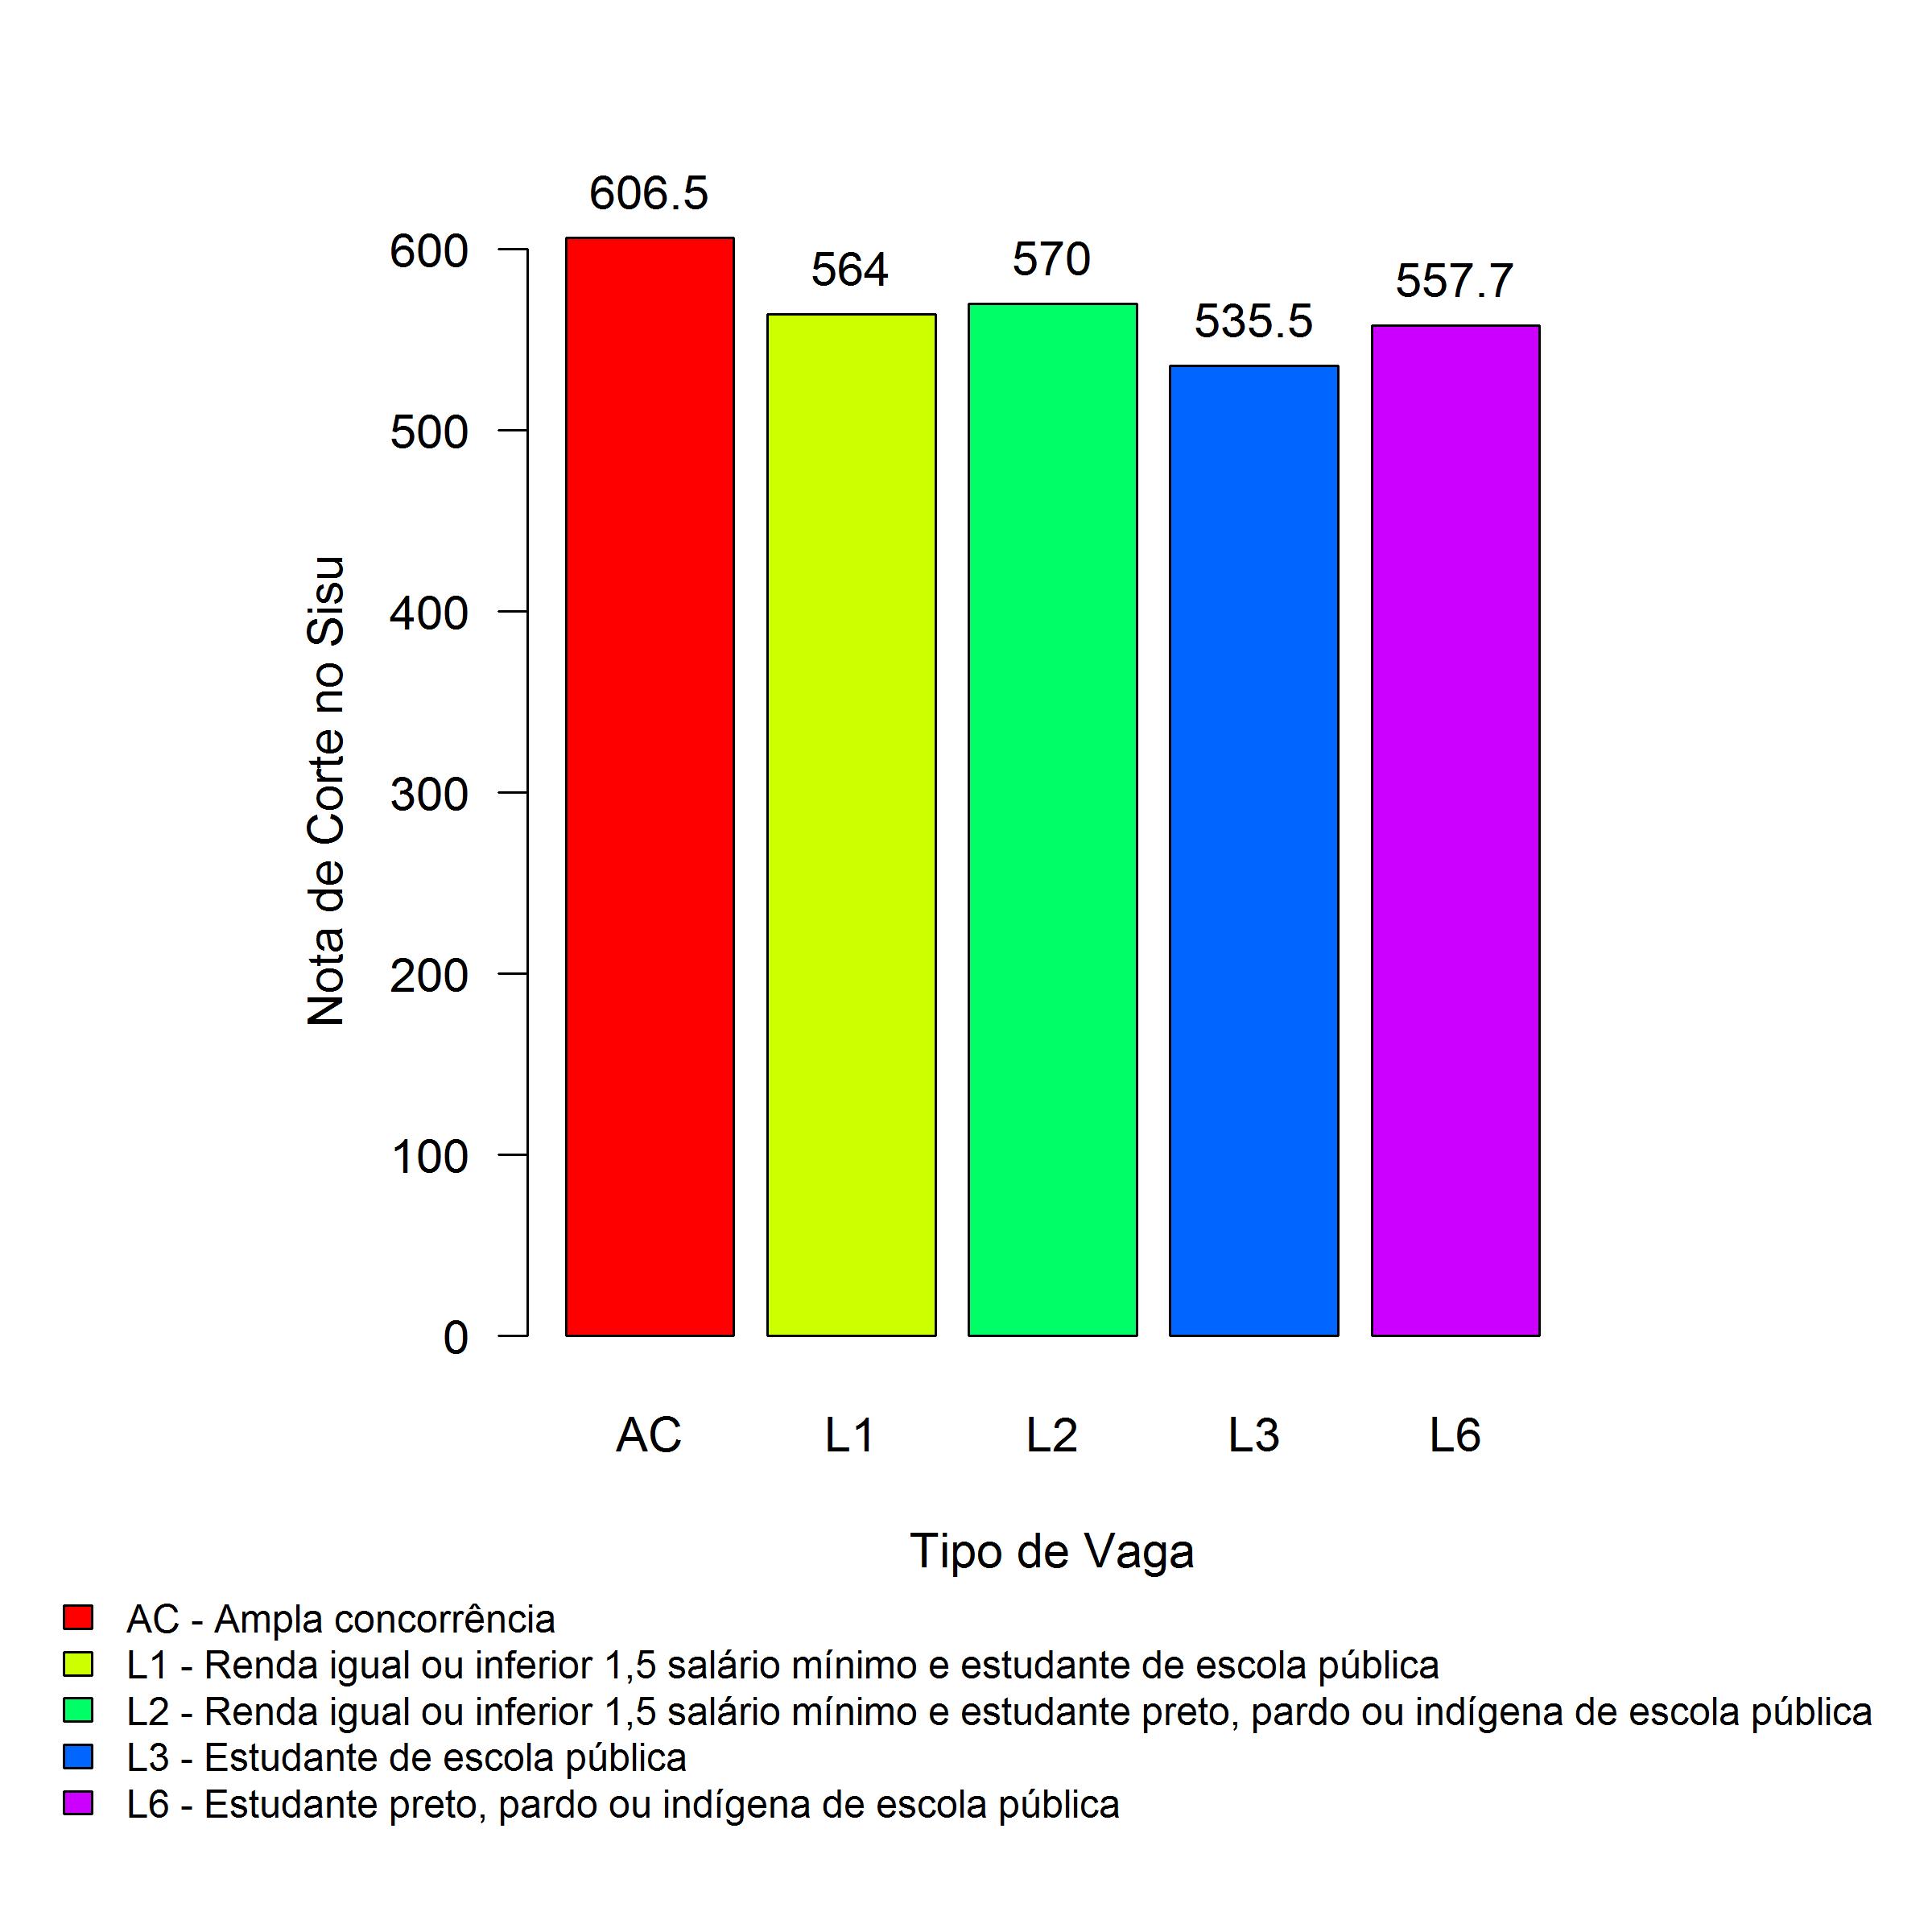 606.5
564
570
535.5
557.7
600
500
400
300
200
100
0
Nota de Corte no Sisu
AC L1 L2 L3 L6
Tipo de Vaga
AC - Ampla concorrência
L1 - Renda igual ou inferior 1,5 salário mínimo e estudante de escola pública
L2 - Renda igual ou inferior 1,5 salário mínimo e estudante preto, pardo ou indígena de escola pública
L3 - Estudante de escola pública
L6 - Estudante preto, pardo ou indígena de escola pública